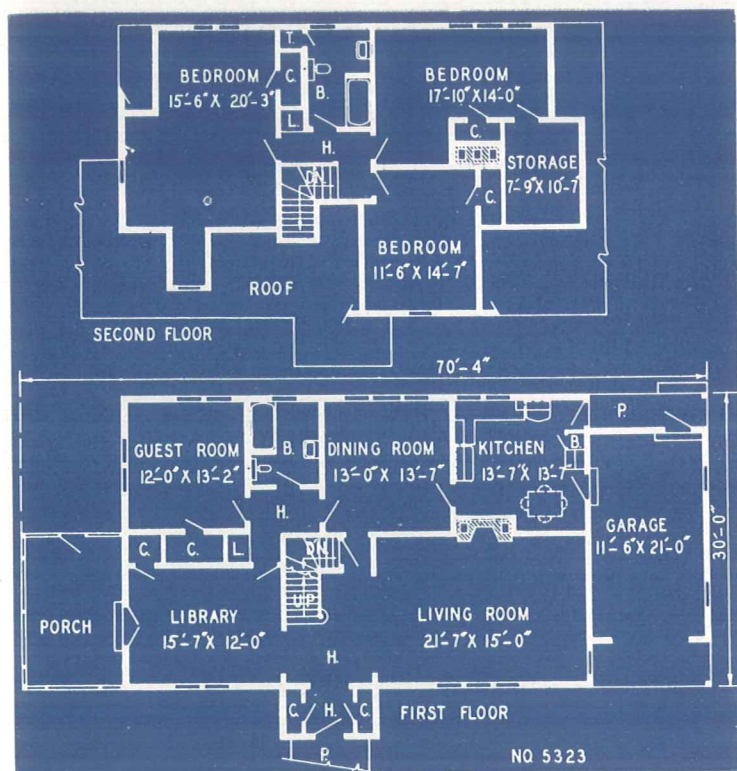 T.
BEDROOM
15'-6" X 20'-3"
C.
B.
BEDROOM
17'-10" X 14'-0"
L.
H.
C.
DN.
STORAGE
7'-9" X 10'-7"
C.
BEDROOM
11'-6" X 14'-7"
ROOF
SECOND FLOOR
70'-4"
P.
GUEST ROOM
12'-0" X 13'-2"
B.
DINING ROOM
13'-0" X 13'-7"
KITCHEN
13'-7" X 13'-7"
B.
H.
GARAGE
11'-6" X 21'-0"
30'-0"
C.
C.
L.
DN.
UP
PORCH
LIBRARY
15'-7" X 12'-0"
LIVING ROOM
21'-7" X 15'-0"
H.
C.
H.
C.
FIRST FLOOR
P.
NO. 5323